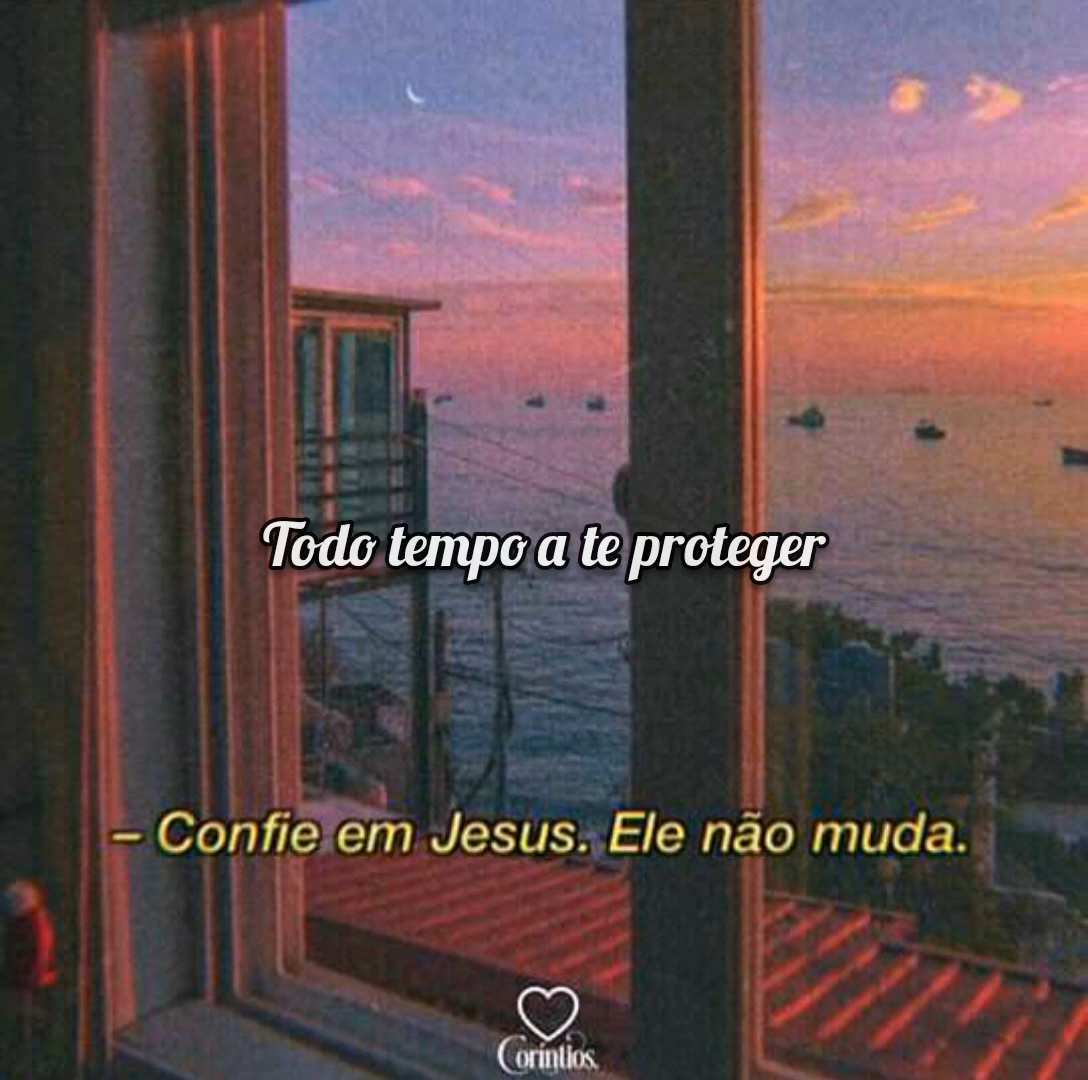 Todo tempo a te proteger
– Confie em Jesus. Ele não muda.
Coríntios.